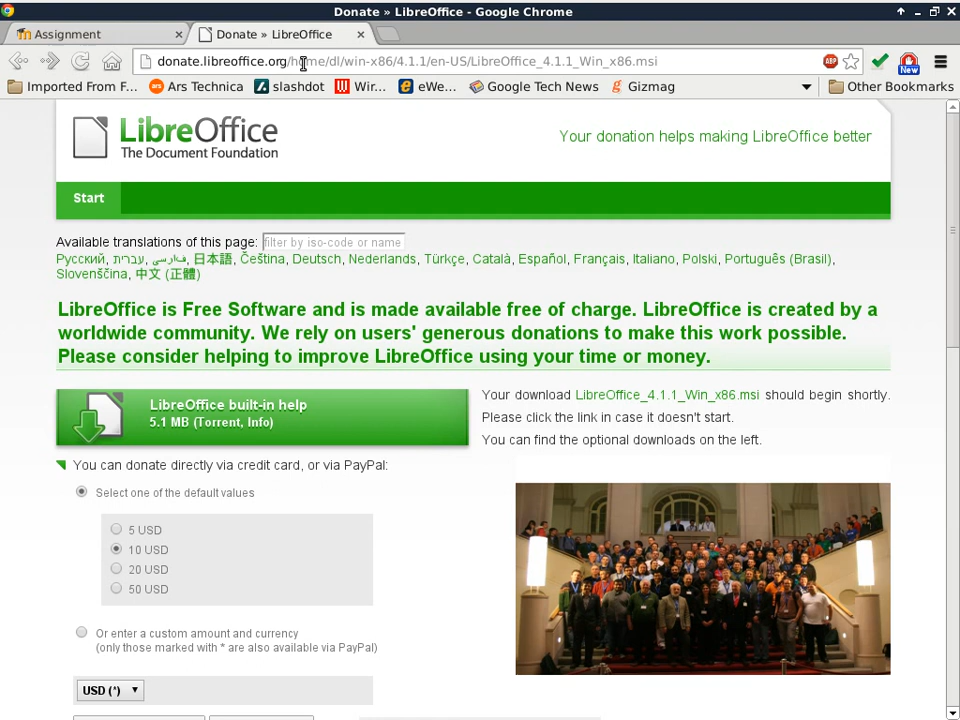 Donate » LibreOffice - Google Chrome
Assignment
Donate » LibreOffice
donate.libreoffice.org/home/dl/win-x86/4.1.1/en-US/LibreOffice_4.1.1_Win_x86.msi
ABP
New
Imported From F...
ars
Ars Technica
slashdot
Wir...
eWe...
Google Tech News
Gizmag
Other Bookmarks
LibreOffice
The Document Foundation
Your donation helps making LibreOffice better
Start
Available translations of this page: filter by iso-code or name
Русский, עברית, فارسی, 日本語, Čeština, Deutsch, Nederlands, Türkçe, Català, Español, Français, Italiano, Polski, Português (Brasil),
Slovenščina, 中文 (正體)
LibreOffice is Free Software and is made available free of charge. LibreOffice is created by a
worldwide community. We rely on users' generous donations to make this work possible.
Please consider helping to improve LibreOffice using your time or money.
LibreOffice built-in help
5.1 MB (Torrent, Info)
Your download LibreOffice_4.1.1_Win_x86.msi should begin shortly.
Please click the link in case it doesn't start.
You can find the optional downloads on the left.
You can donate directly via credit card, or via PayPal:
Select one of the default values
5 USD
10 USD
20 USD
50 USD
Or enter a custom amount and currency
(only those marked with * are also available via PayPal)
USD (*)